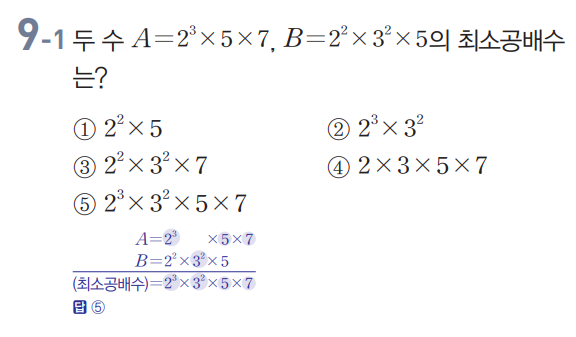 9-1 두 수 A=2³×5×7, B=2²×3²×5의 최소공배수
는?
① 2²×5 ② 2³×3²
③ 2²×3²×7 ④ 2×3×5×7
⑤ 2³×3²×5×7
A=2³ ×5×7
B=2²×3²×5
(최소공배수)=2³×3²×5×7
답 ⑤